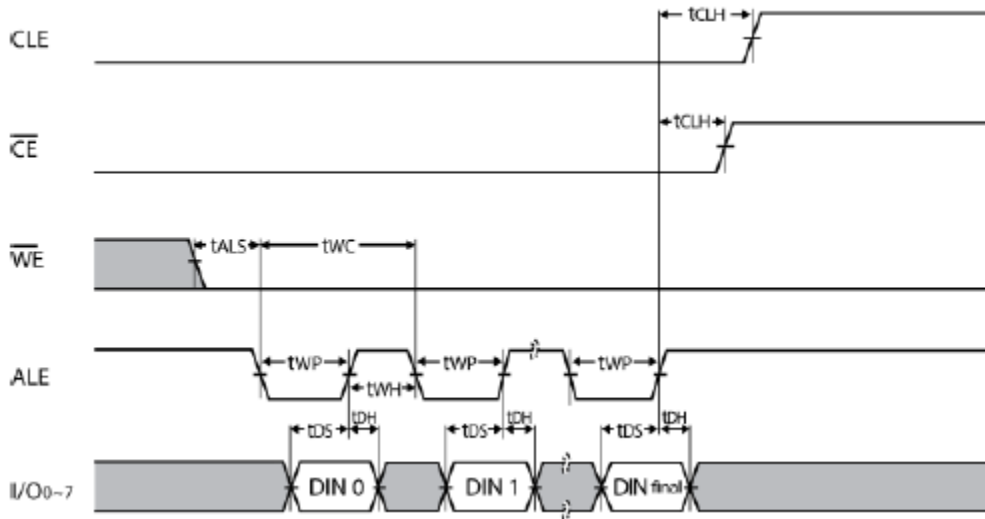 CLE
tCLH
CE
tCLH
WE
tALS
tWC
ALE
tWP
tWH
tWP
tWP
tDS
tDH
tDS
tDH
tDS
tDH
I/O0~7
DIN 0
DIN 1
DIN final